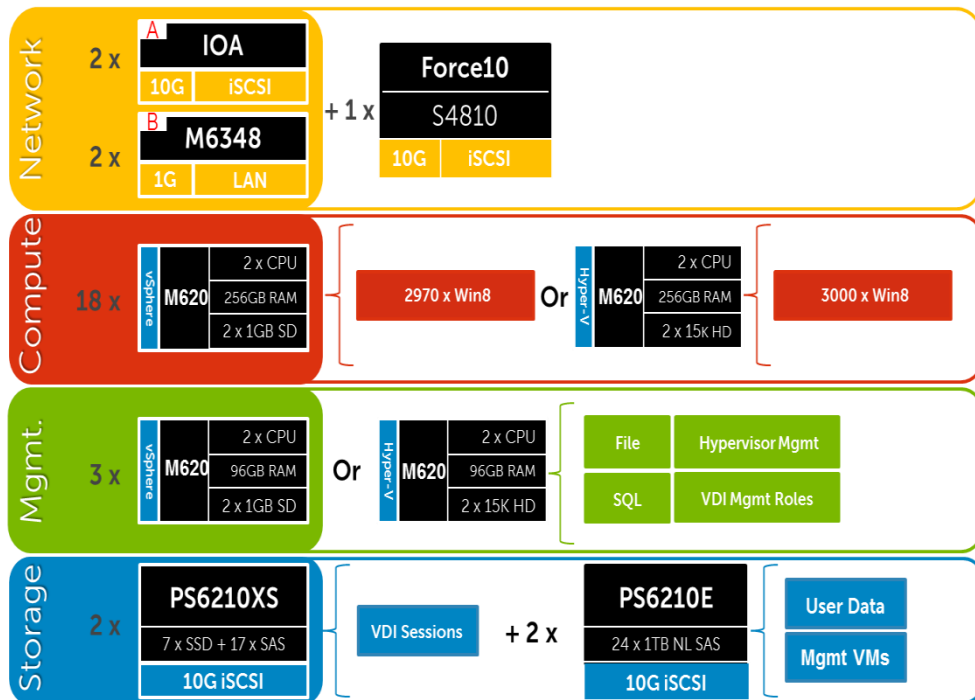 Network
2 x
A
IOA
10G
iSCSI
2 x
B
M6348
1G
LAN
+ 1 x
Force10
S4810
10G
iSCSI
Compute
18 x
vSphere
M620
2 x CPU
256GB RAM
2 x 1GB SD
2970 x Win8
Or
Hyper-V
M620
2 x CPU
256GB RAM
2 x 15K HD
3000 x Win8
Mgmt.
3 x
vSphere
M620
2 x CPU
96GB RAM
2 x 1GB SD
Or
Hyper-V
M620
2 x CPU
96GB RAM
2 x 15K HD
File
Hypervisor Mgmt
SQL
VDI Mgmt Roles
Storage
2 x
PS6210XS
7 x SSD + 17 x SAS
10G iSCSI
VDI Sessions
+ 2 x
PS6210E
24 x 1TB NL SAS
10G iSCSI
User Data
Mgmt VMs